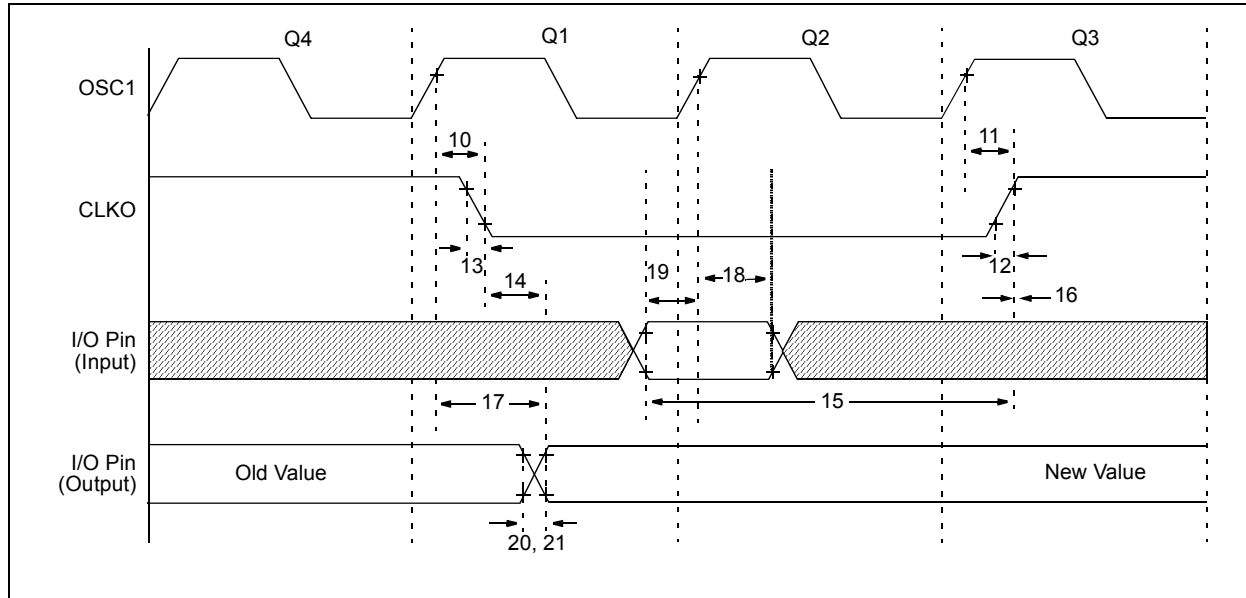 Q4
Q1
Q2
Q3
OSC1
10
11
CLKO
13
14
19
18
12
16
I/O Pin
(Input)
17
15
I/O Pin
(Output)
Old Value
New Value
20, 21